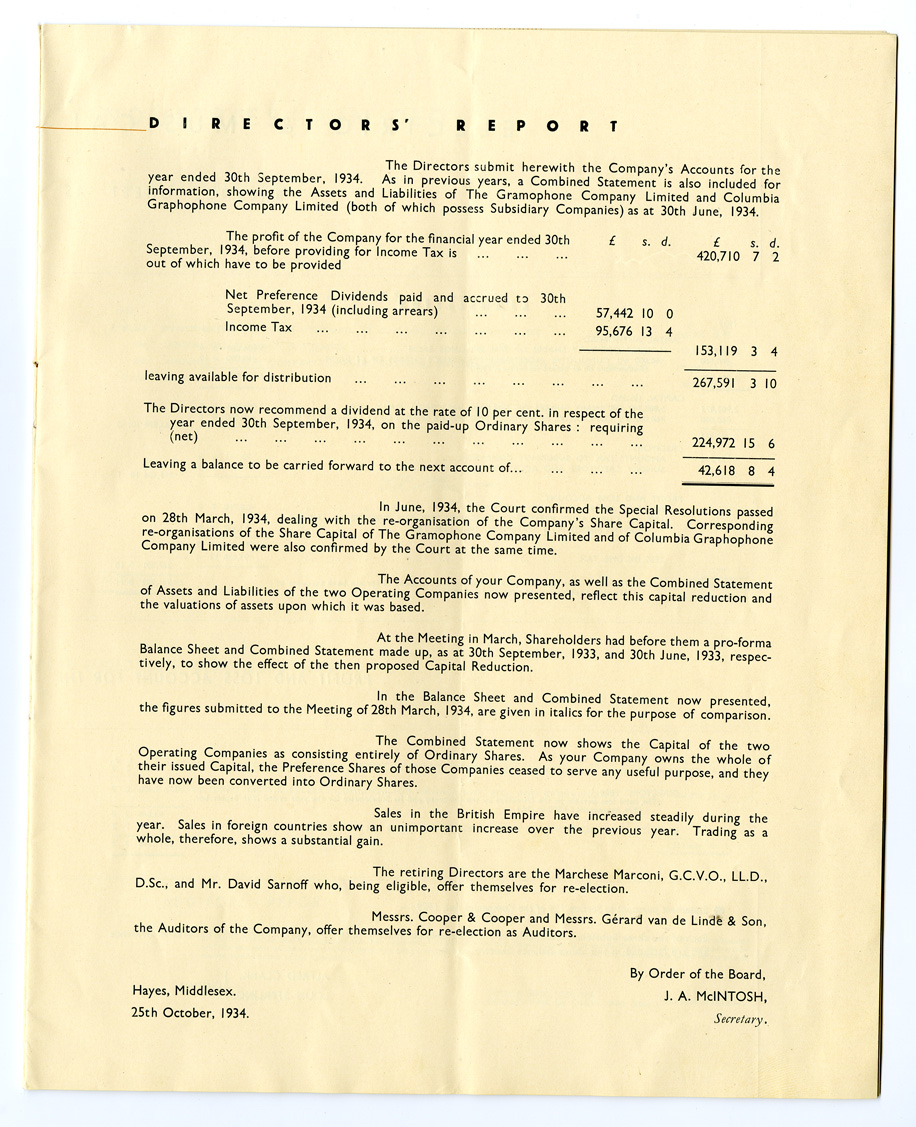 DIRECTORS' REPORT
The Directors submit herewith the Company's Accounts for the
year ended 30th September, 1934. As in previous years, a Combined Statement is also included for
information, showing the Assets and Liabilities of The Gramophone Company Limited and Columbia
Graphophone Company Limited (both of which possess Subsidiary Companies) as at 30th June, 1934.
The profit of the Company for the financial year ended 30th £ s. d. £ s. d.
September, 1934, before providing for Income Tax is ... ... ... 420,710 7 2
out of which have to be provided
Net Preference Dividends paid and accrued to 30th
September, 1934 (including arrears) ... ... ... 57,442 10 0
Income Tax ... ... ... ... ... ... ... 95,676 13 4
153,119 3 4
leaving available for distribution ... ... ... ... ... ... ... ... 267,591 3 10
The Directors now recommend a dividend at the rate of 10 per cent. in respect of the
year ended 30th September, 1934, on the paid-up Ordinary Shares : requiring
(net) ... ... ... ... ... ... ... ... ... ... ... 224,972 15 6
Leaving a balance to be carried forward to the next account of... ... ... ... 42,618 8 4
In June, 1934, the Court confirmed the Special Resolutions passed
on 28th March, 1934, dealing with the re-organisation of the Company's Share Capital. Corresponding
re-organisations of the Share Capital of The Gramophone Company Limited and of Columbia Graphophone
Company Limited were also confirmed by the Court at the same time.
The Accounts of your Company, as well as the Combined Statement
of Assets and Liabilities of the two Operating Companies now presented, reflect this capital reduction and
the valuations of assets upon which it was based.
At the Meeting in March, Shareholders had before them a pro-forma
Balance Sheet and Combined Statement made up, as at 30th September, 1933, and 30th June, 1933, respec-
tively, to show the effect of the then proposed Capital Reduction.
In the Balance Sheet and Combined Statement now presented,
the figures submitted to the Meeting of 28th March, 1934, are given in italics for the purpose of comparison.
The Combined Statement now shows the Capital of the two
Operating Companies as consisting entirely of Ordinary Shares. As your Company owns the whole of
their issued Capital, the Preference Shares of those Companies ceased to serve any useful purpose, and they
have now been converted into Ordinary Shares.
Sales in the British Empire have increased steadily during the
year. Sales in foreign countries show an unimportant increase over the previous year. Trading as a
whole, therefore, shows a substantial gain.
The retiring Directors are the Marchese Marconi, G.C.V.O., LL.D.,
D.Sc., and Mr. David Sarnoff who, being eligible, offer themselves for re-election.
Messrs. Cooper & Cooper and Messrs. Gérard van de Linde & Son,
the Auditors of the Company, offer themselves for re-election as Auditors.
By Order of the Board,
Hayes, Middlesex.
J. A. McINTOSH,
25th October, 1934.
Secretary.